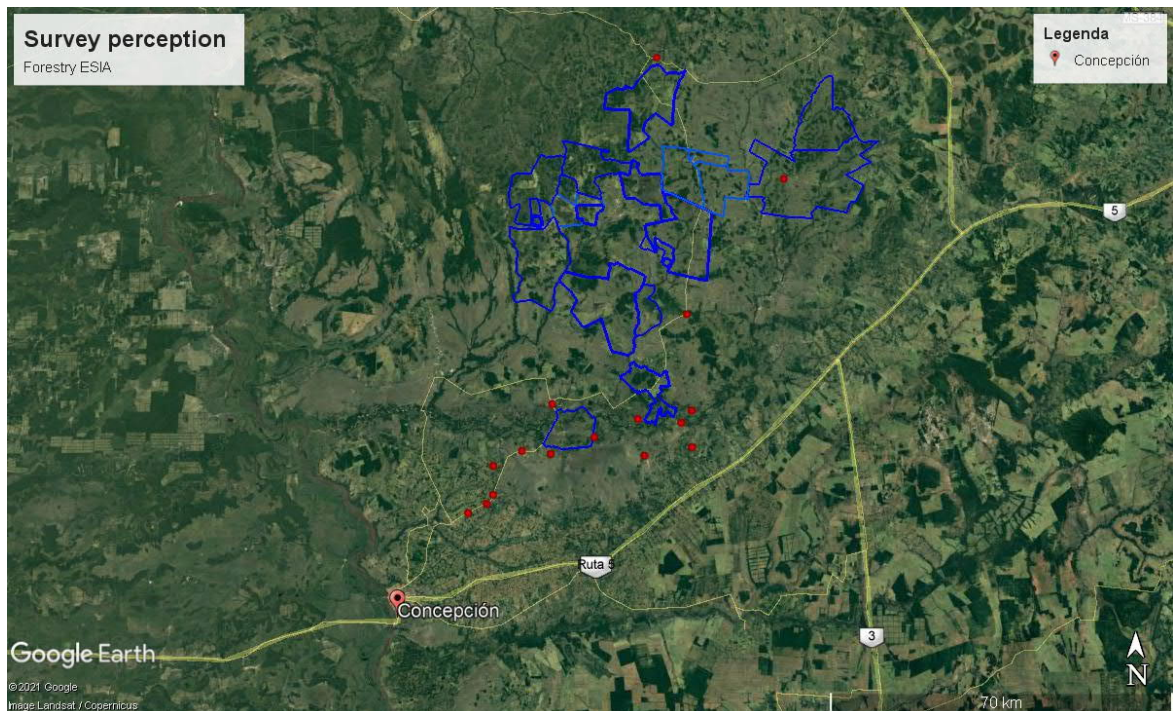 Survey perception
Forestry ESIA
Legenda
Concepción
5
Ruta 5
Concepción
3
Google Earth
N
©2021 Google
Image Landsat / Copernicus
70 km